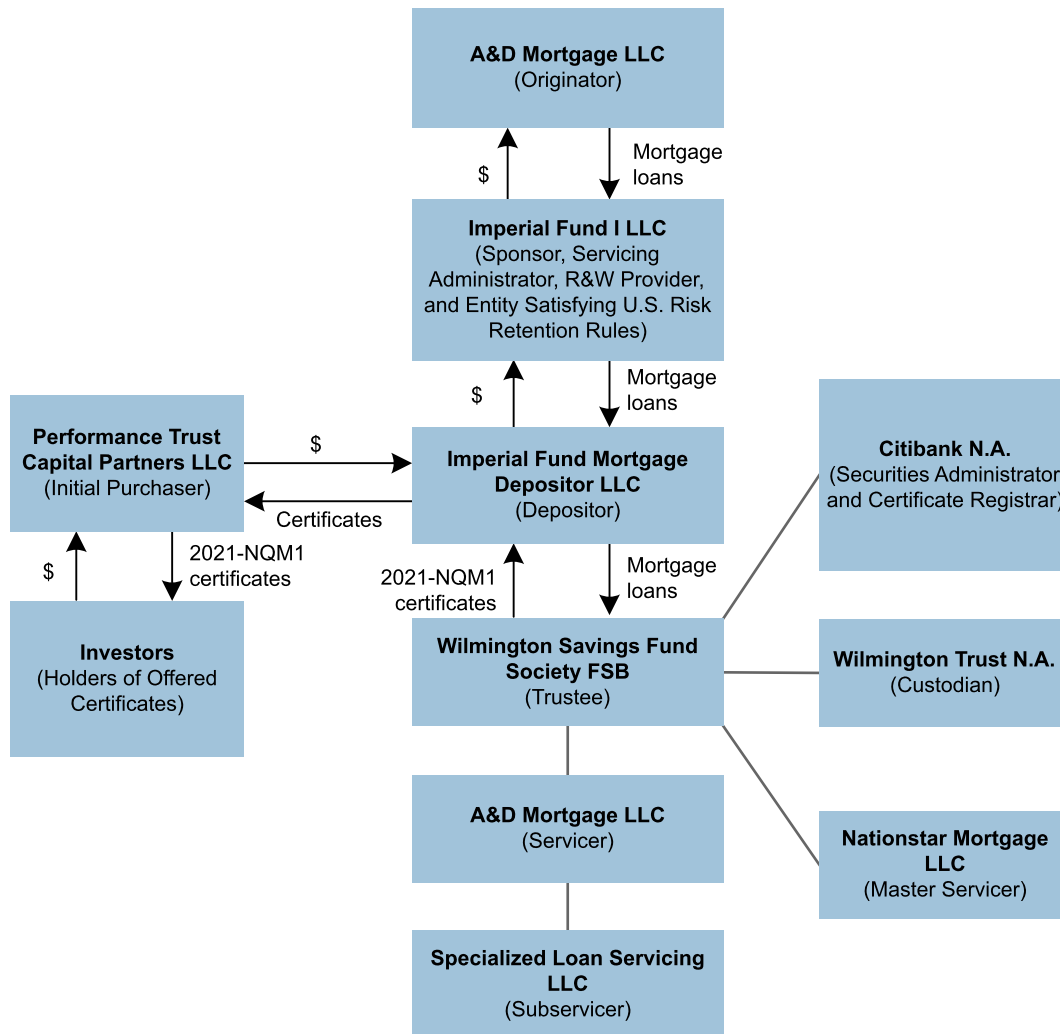 A&D Mortgage LLC
(Originator)
$
Mortgage
loans
Imperial Fund I LLC
(Sponsor, Servicing
Administrator, R&W Provider,
and Entity Satisfying U.S. Risk
Retention Rules)
$
Mortgage
loans
Performance Trust
Capital Partners LLC
(Initial Purchaser)
$
Certificates
Imperial Fund Mortgage
Depositor LLC
(Depositor)
Citibank N.A.
(Securities Administrator
and Certificate Registrar)
$
2021-NQM1
certificates
2021-NQM1
certificates
Mortgage
loans
Investors
(Holders of Offered
Certificates)
Wilmington Savings Fund
Society FSB
(Trustee)
Wilmington Trust N.A.
(Custodian)
A&D Mortgage LLC
(Servicer)
Nationstar Mortgage
LLC
(Master Servicer)
Specialized Loan Servicing
LLC
(Subservicer)